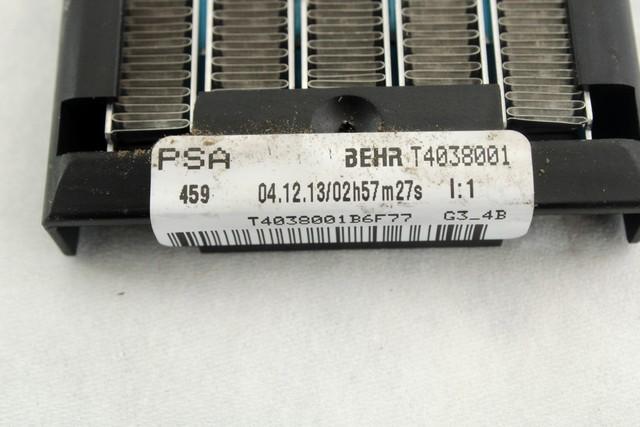 PSA BEHR T4038001
459 04.12.13/02h57m27s I:1
T4038001B6F77 G3_4B